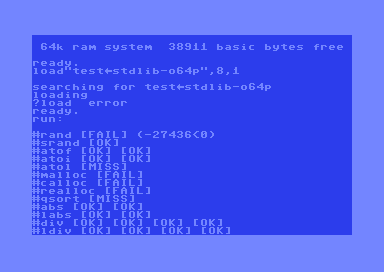 64k ram system  38911 basic bytes free
ready.
load"test←stdlib-o64p",8,1
searching for test←stdlib-o64p
loading
?load  error
ready.
run:
#rand [FAIL] (-27436<0)
#srand [OK]
#atof [OK] [OK]
#atoi [OK] [OK]
#atol [MISS]
#malloc [FAIL]
#calloc [FAIL]
#realloc [FAIL]
#qsort [MISS]
#abs [OK] [OK]
#labs [OK] [OK]
#div [OK] [OK] [OK] [OK]
#ldiv [OK] [OK] [OK] [OK]